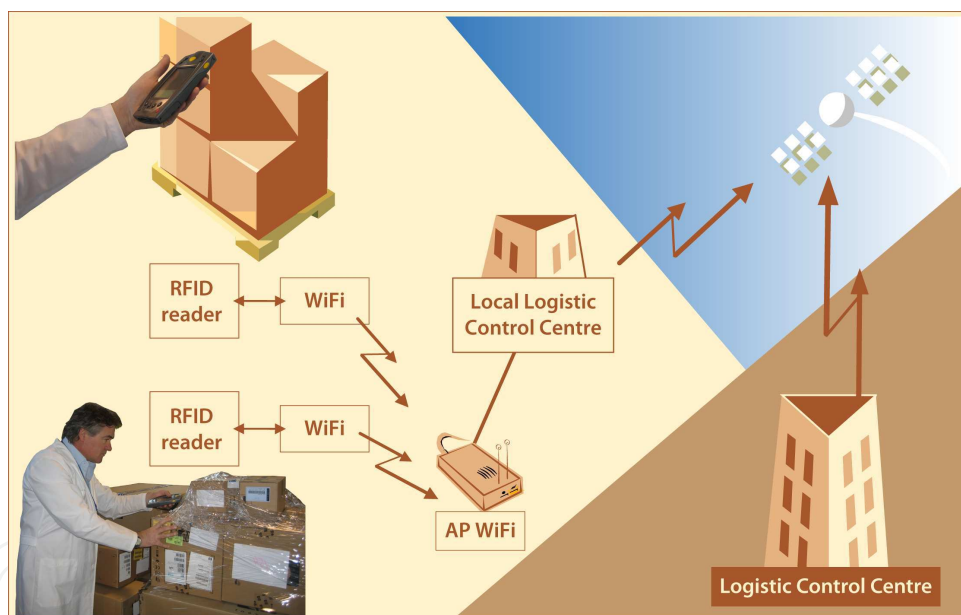 RFID
reader
WiFi
Local Logistic
Control Centre
RFID
reader
WiFi
AP WiFi
Logistic Control Centre